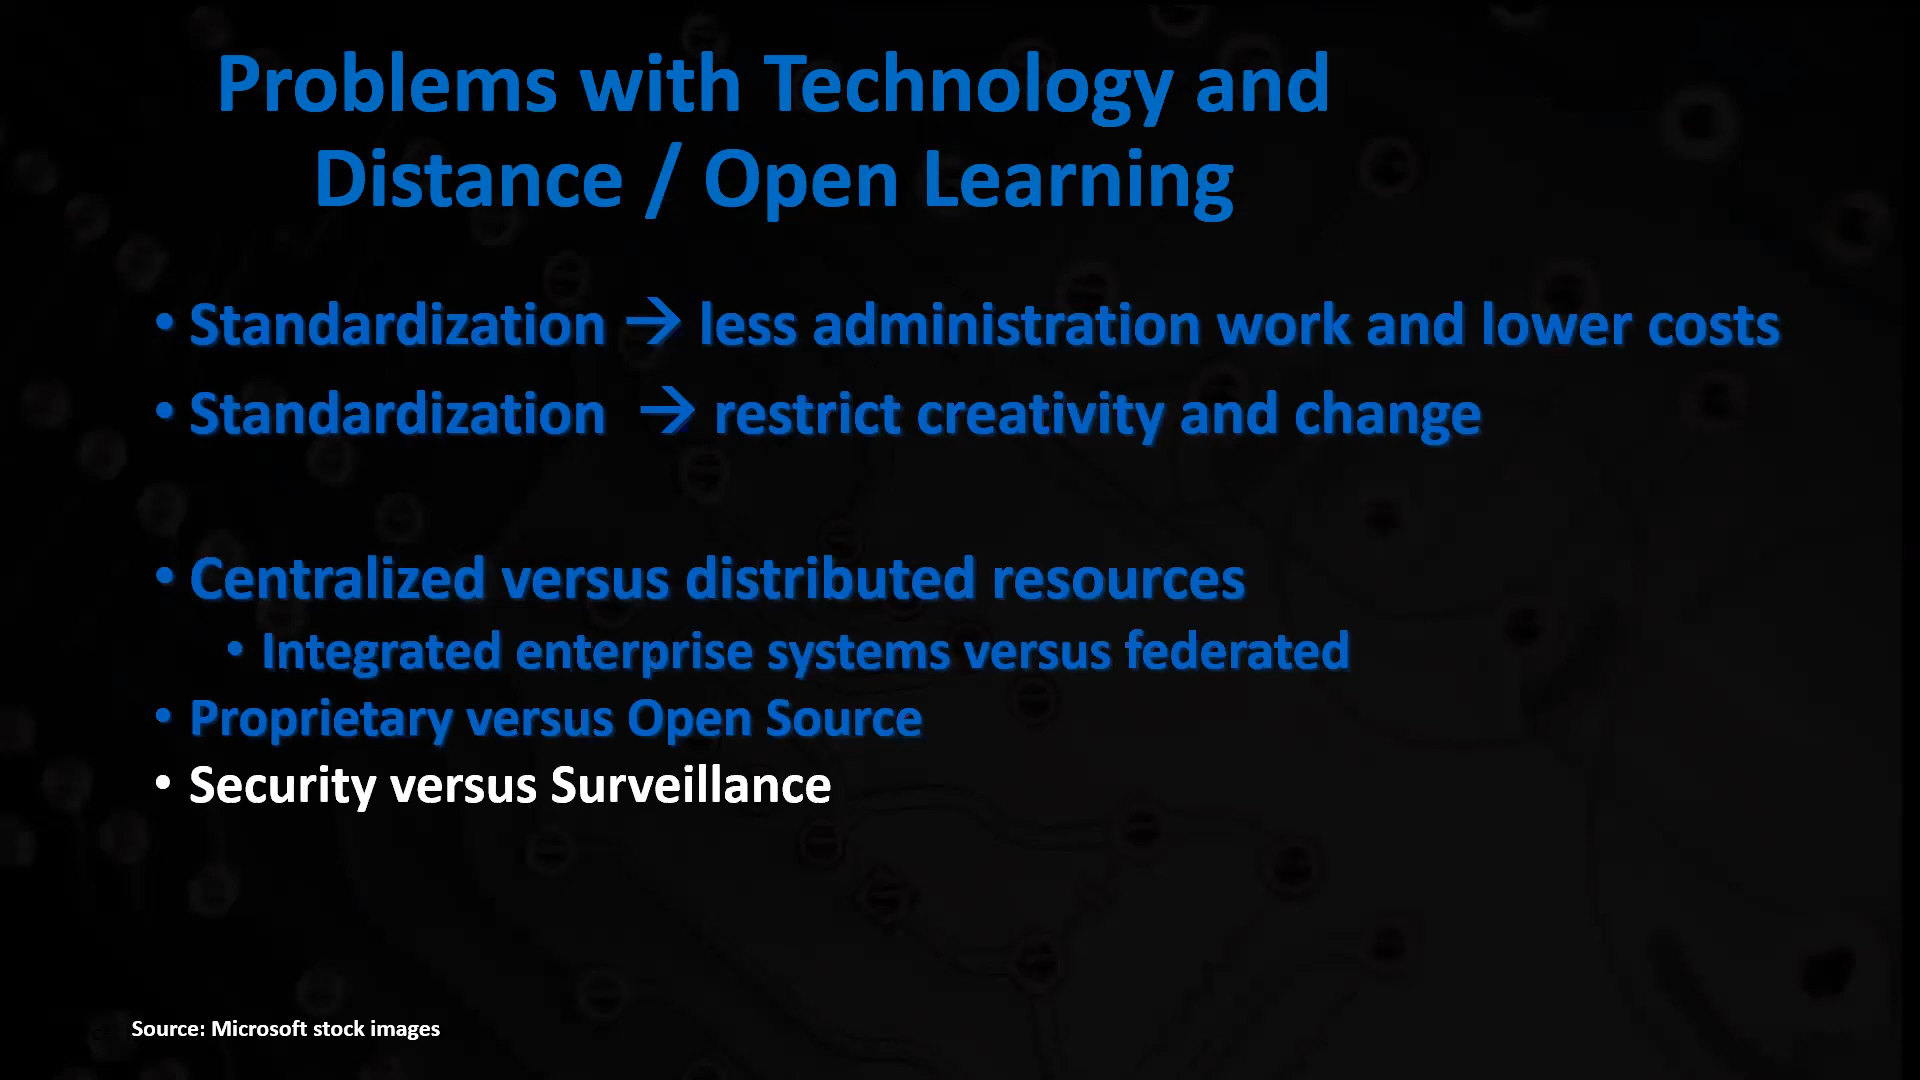 Problems with Technology and
Distance / Open Learning
• Standardization → less administration work and lower costs
• Standardization → restrict creativity and change
• Centralized versus distributed resources
• Integrated enterprise systems versus federated
• Proprietary versus Open Source
• Security versus Surveillance
Source: Microsoft stock images